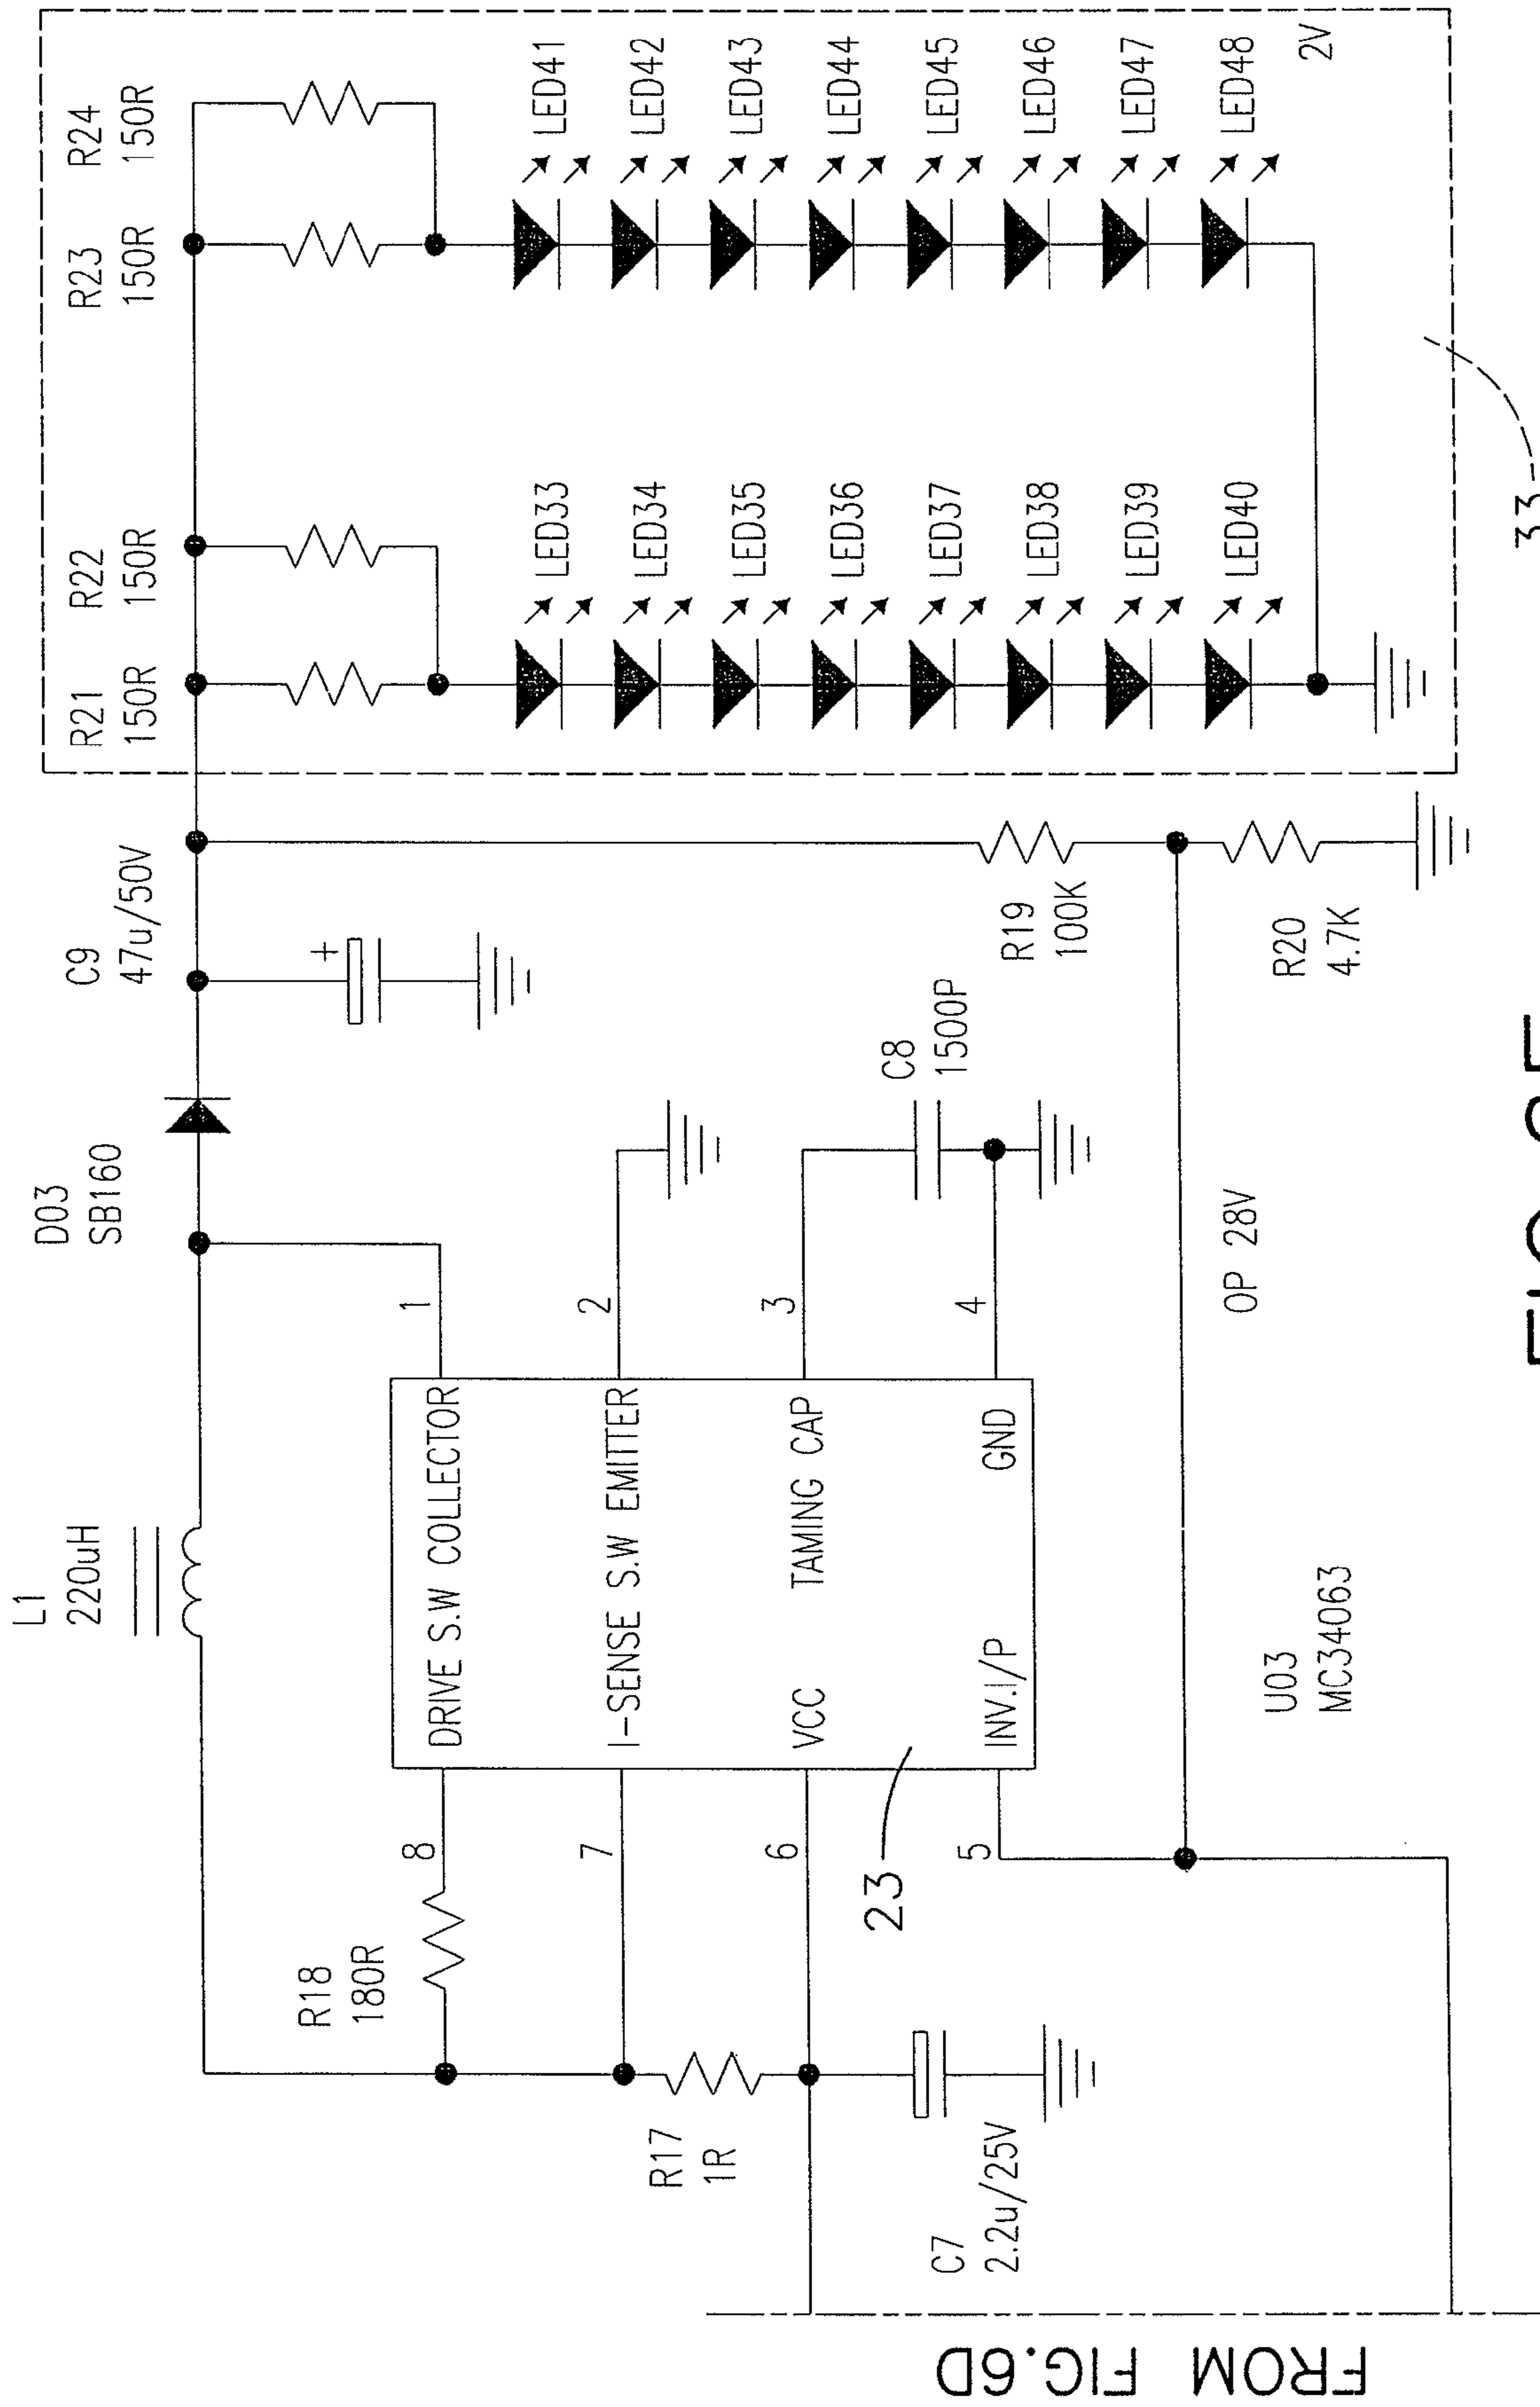 L1
220uH
D03
SB160
C9
47u/50V
R21
150R
R22
150R
R23
150R
R24
150R
LED33
LED34
LED35
LED36
LED37
LED38
LED39
LED40
LED41
LED42
LED43
LED44
LED45
LED46
LED47
LED48
2V
33
R18
180R
8
7
6
5
DRIVE S.W COLLECTOR
I-SENSE S.W EMITTER
VCC
TAMING CAP
INV.I/P
GND
1
2
3
4
23
C8
1500P
R19
100K
R20
4.7K
OP 28V
U03
MC34063
R17
1R
C7
2.2u/25V
FROM FIG.6D